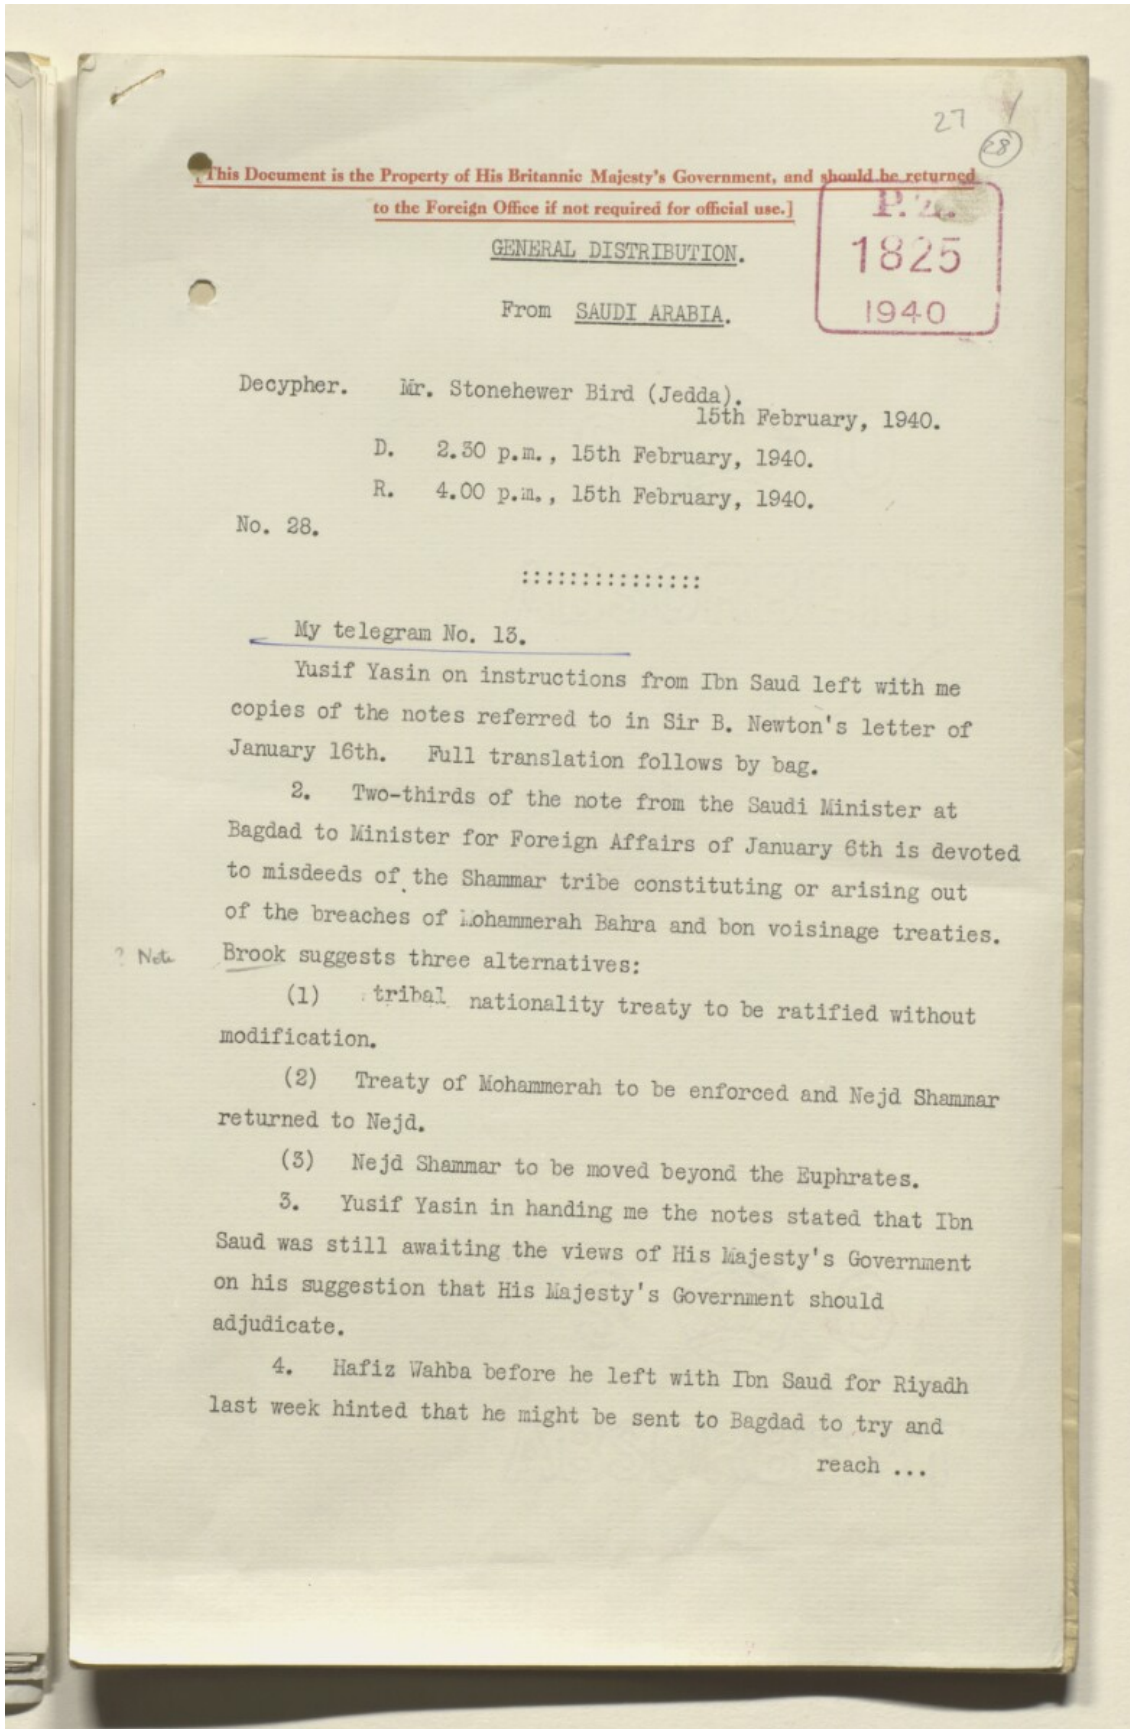 27
28
[This Document is the Property of His Britannic Majesty's Government, and should be returned
to the Foreign Office if not required for official use.]
P.Z.
1825
1940
GENERAL DISTRIBUTION.
From SAUDI ARABIA.
Decypher. Mr. Stonehewer Bird (Jedda).
15th February, 1940.
D. 2.30 p.m., 15th February, 1940.
R. 4.00 p.m., 15th February, 1940.
No. 28.
:::::::::::::::
My telegram No. 13.
Yusif Yasin on instructions from Ibn Saud left with me
copies of the notes referred to in Sir B. Newton's letter of
January 16th. Full translation follows by bag.
2. Two-thirds of the note from the Saudi Minister at
Bagdad to Minister for Foreign Affairs of January 6th is devoted
to misdeeds of the Shammar tribe constituting or arising out
of the breaches of Mohammerah Bahra and bon voisinage treaties.
? Note Brook suggests three alternatives:
(1) tribal nationality treaty to be ratified without
modification.
(2) Treaty of Mohammerah to be enforced and Nejd Shammar
returned to Nejd.
(3) Nejd Shammar to be moved beyond the Euphrates.
3. Yusif Yasin in handing me the notes stated that Ibn
Saud was still awaiting the views of His Majesty's Government
on his suggestion that His Majesty's Government should
adjudicate.
4. Hafiz Wahba before he left with Ibn Saud for Riyadh
last week hinted that he might be sent to Bagdad to try and
reach ...